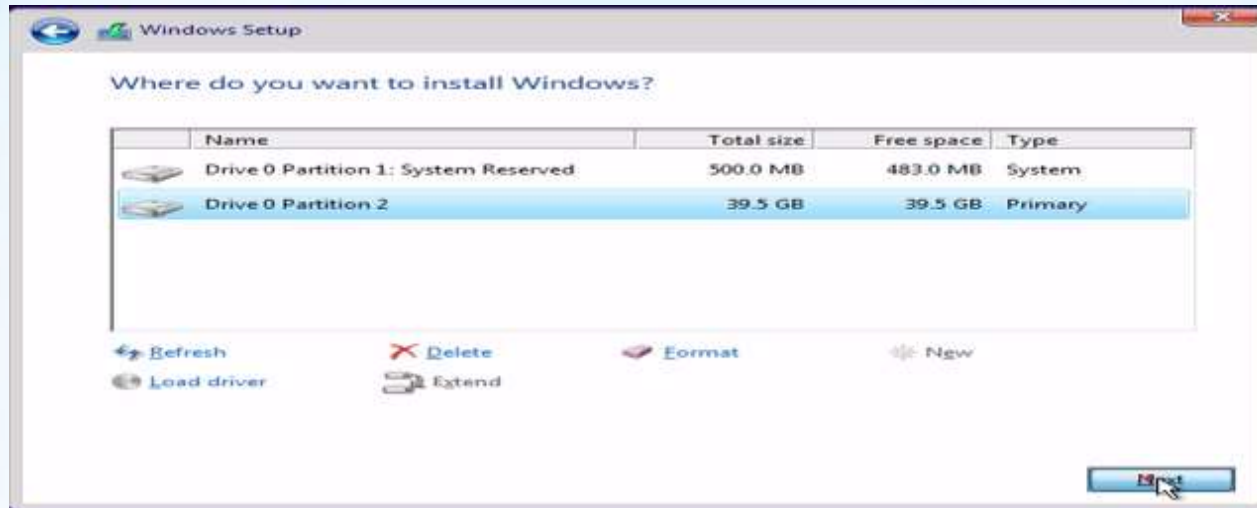 Windows Setup
Where do you want to install Windows?
Name Total size Free space Type
Drive 0 Partition 1: System Reserved 500.0 MB 483.0 MB System
Drive 0 Partition 2 39.5 GB 39.5 GB Primary
Refresh Delete Format New
Load driver Extend
Next